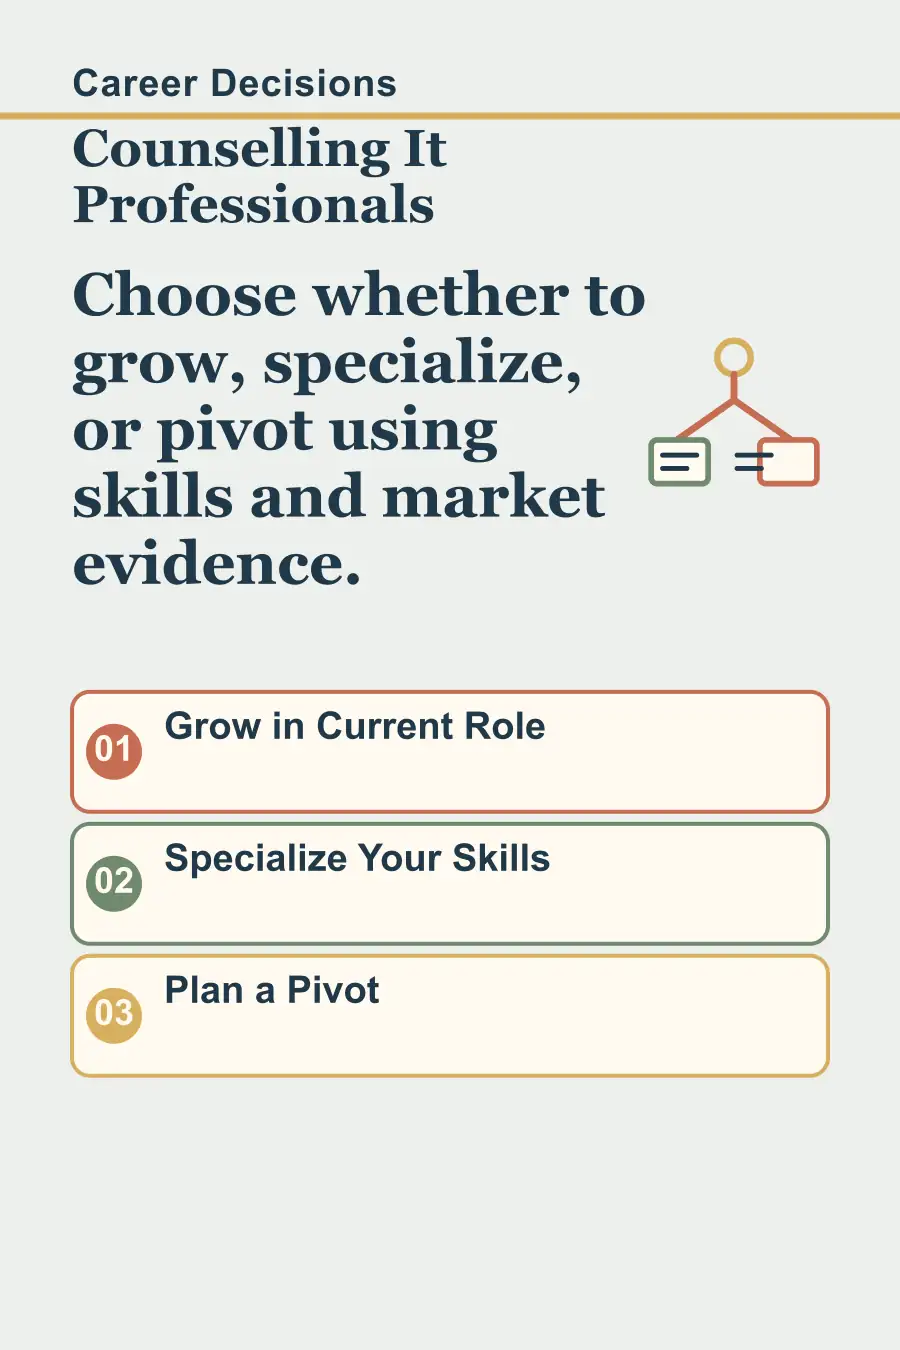 Career Decisions
Counselling It
Professionals
Choose whether to
grow, specialize,
or pivot using
skills and market
evidence.
01 Grow in Current Role
02 Specialize Your Skills
03 Plan a Pivot